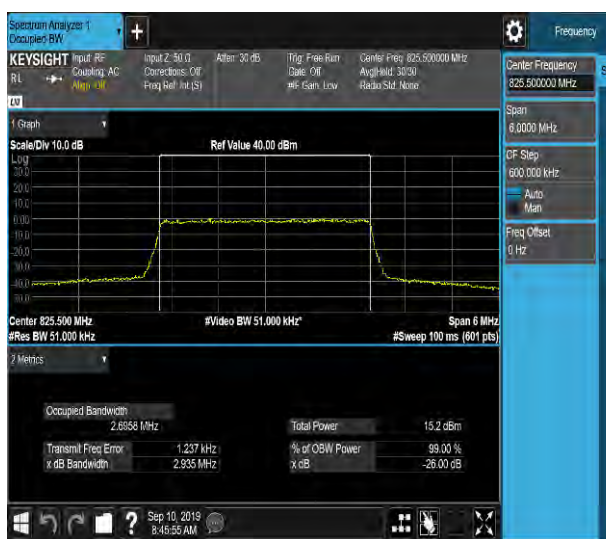 Spectrum Analyzer 1
Occupied BW
+
Frequency
KEYSIGHT Input: RF
RL Coupling: AC
Align: Off
Input Z: 50 Ω
Corrections: Off
Freq Ref: Int (S)
Atten: 30 dB
Trig: Free Run
Gate: Off
#IF Gain: Low
Center Freq: 825.500000 MHz
Avg|Hold: 30/30
Radio Std: None
LW
1 Graph
Scale/Div 10.0 dB
Ref Value 40.00 dBm
Log
30.0
20.0
10.0
0.00
-10.0
-20.0
-30.0
-40.0
-50.0
Center 825.500 MHz
#Video BW 51.000 kHz*
Span 6 MHz
#Res BW 51.000 kHz
#Sweep 100 ms (601 pts)
2 Metrics
Occupied Bandwidth
2.6958 MHz
Total Power 15.2 dBm
Transmit Freq Error 1.237 kHz
% of OBW Power 99.00 %
x dB Bandwidth 2.935 MHz
x dB -26.00 dB
Center Frequency
825.500000 MHz
Span
6.0000 MHz
CF Step
600.000 kHz
Auto
Man
Freq Offset
0 Hz
S
?
Sep 10, 2019
8:45:55 AM